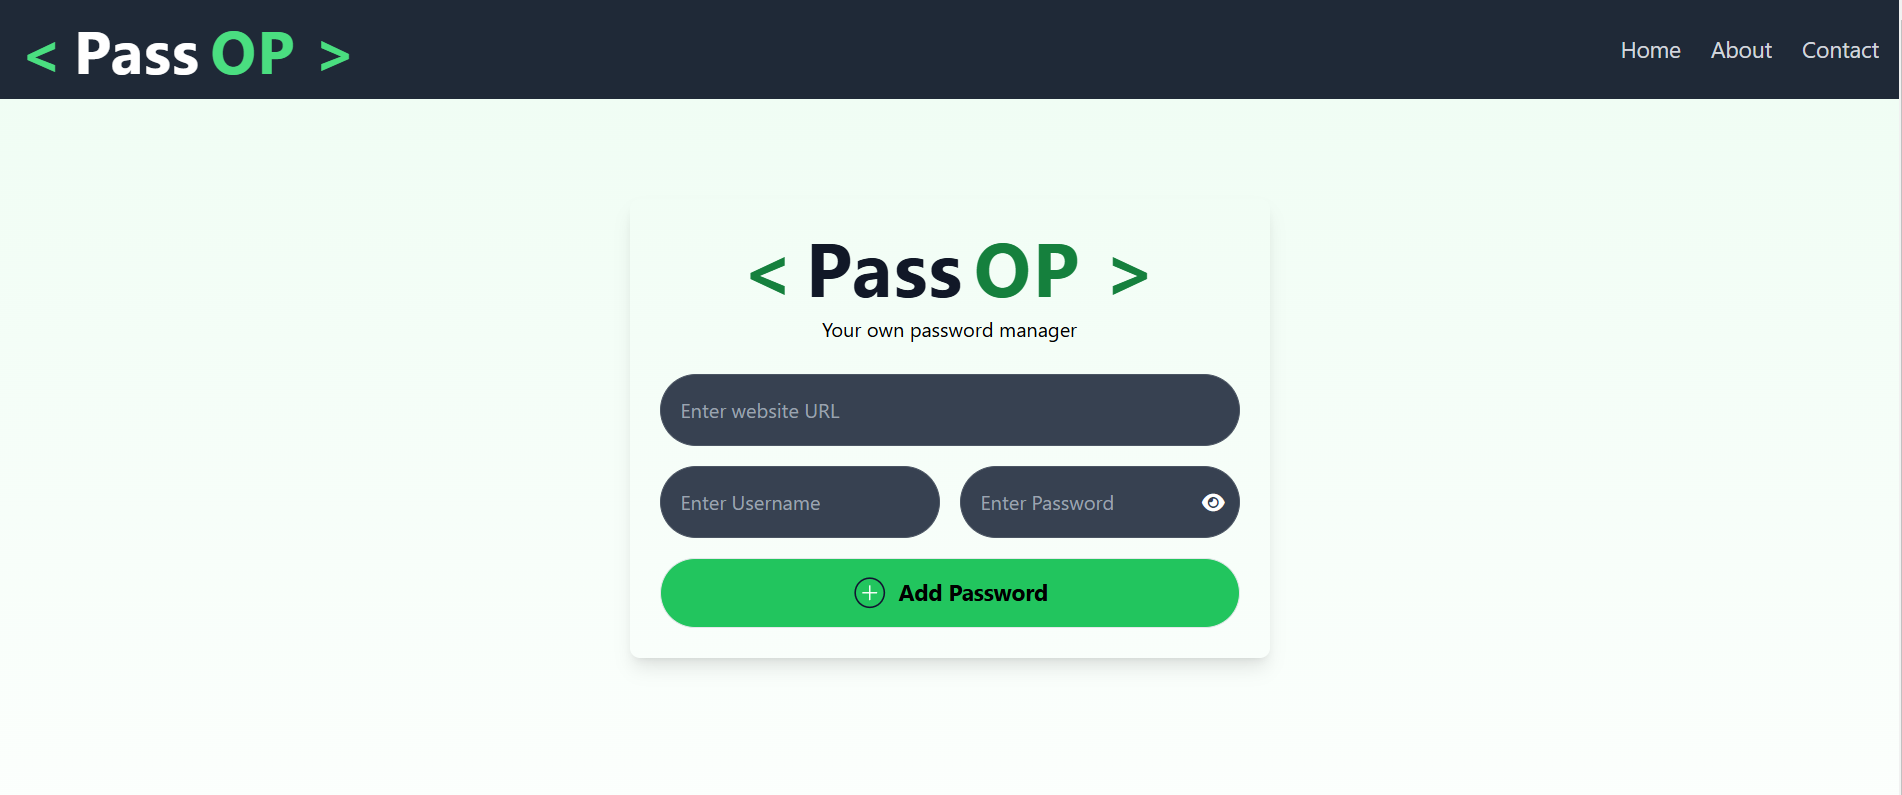 < Pass OP >
Home About Contact
< Pass OP >
Your own password manager
Enter website URL
Enter Username
Enter Password
Add Password